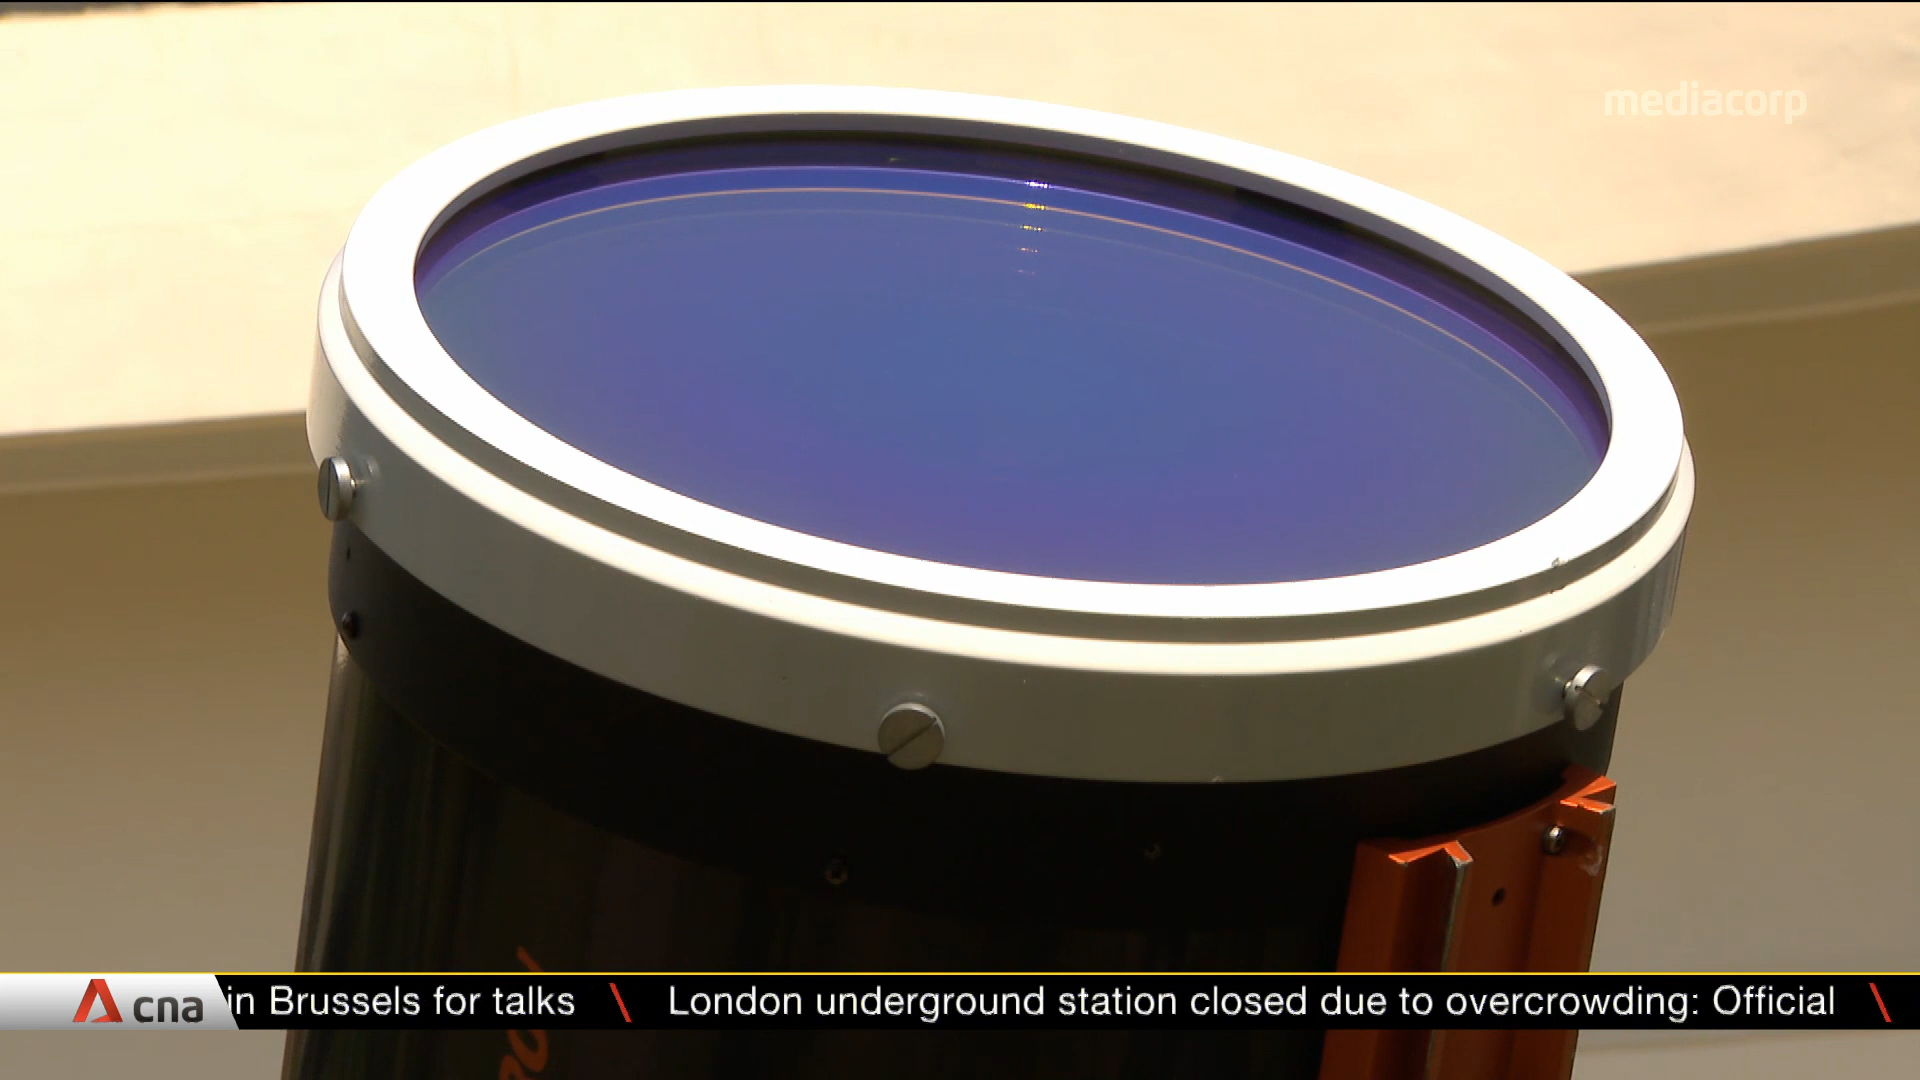 mediacorp
cna
in Brussels for talks \ London underground station closed due to overcrowding: Official \